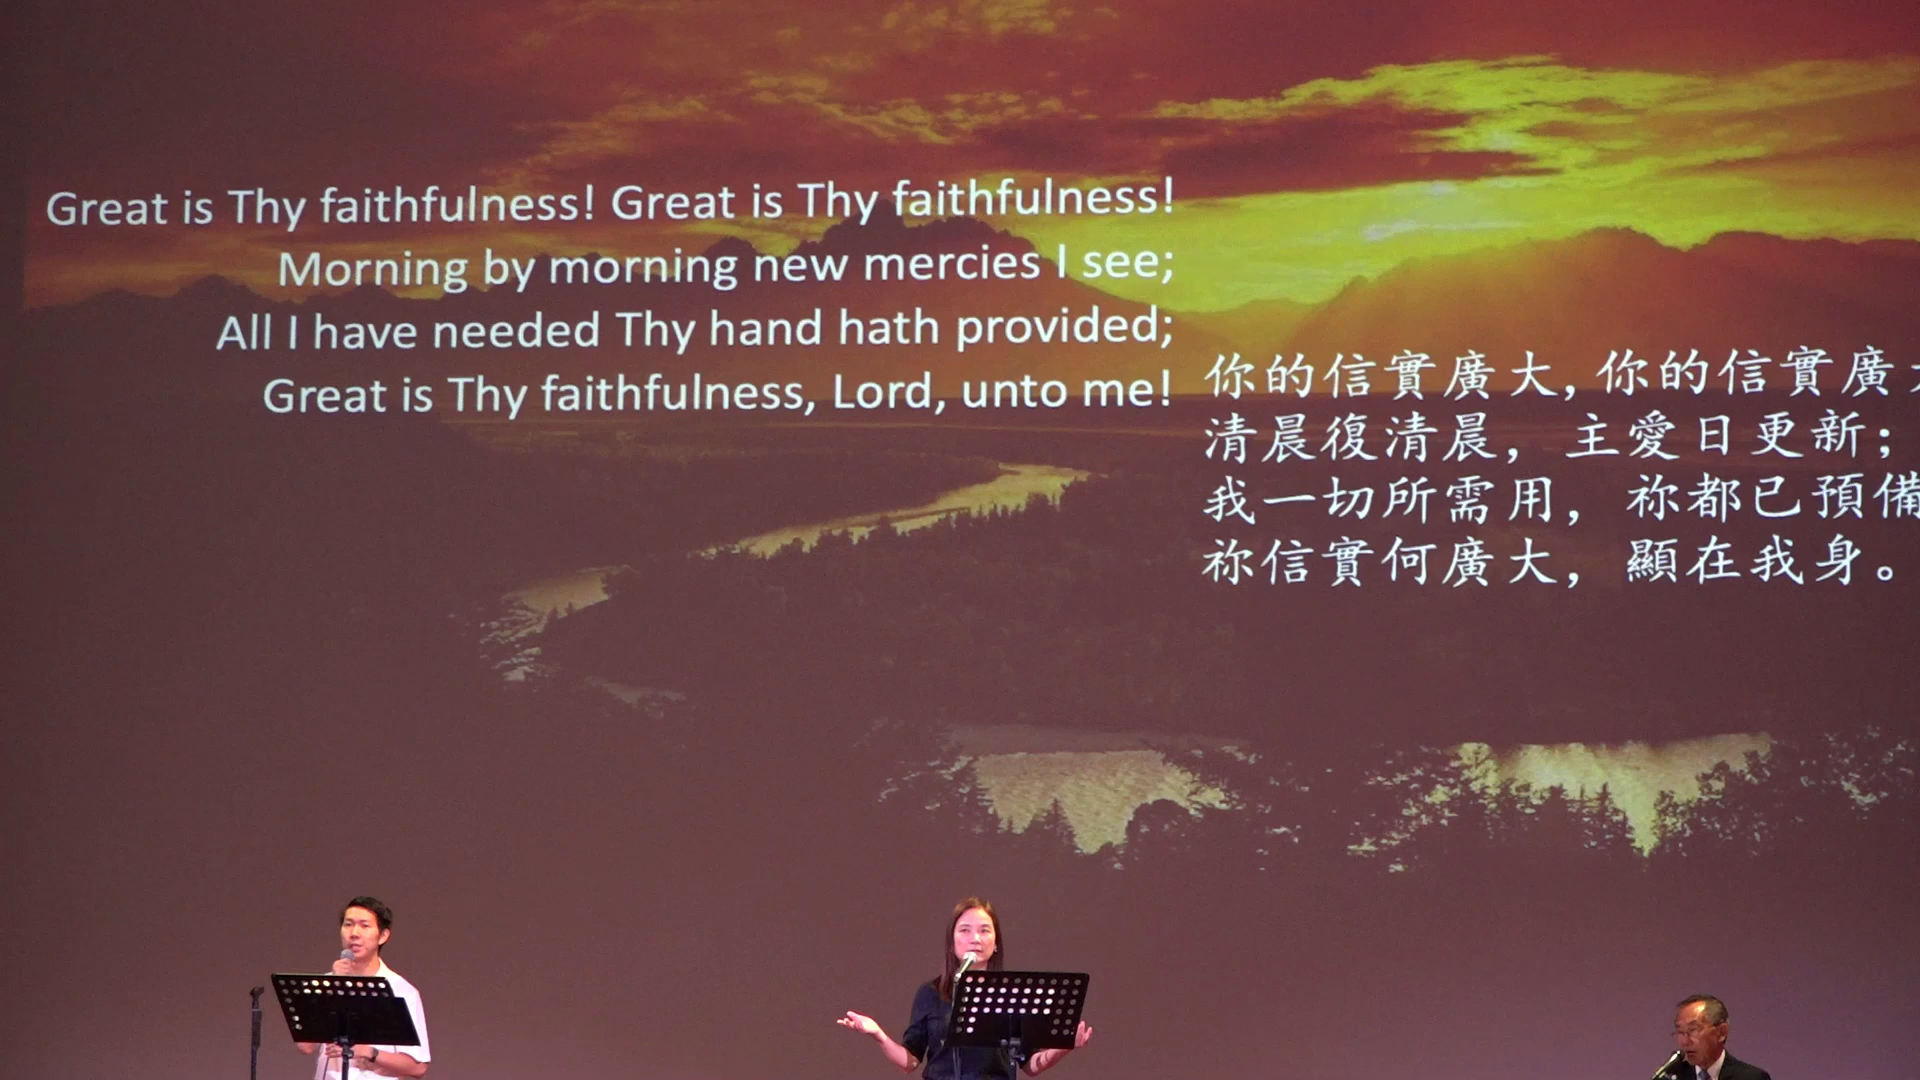 Great is Thy faithfulness! Great is Thy faithfulness!
Morning by morning new mercies I see;
All I have needed Thy hand hath provided;
Great is Thy faithfulness, Lord, unto me!
你的信實廣大,你的信實廣
清晨復清晨，主愛日更新；
我一切所需用，祢都已預備
祢信實何廣大，顯在我身。